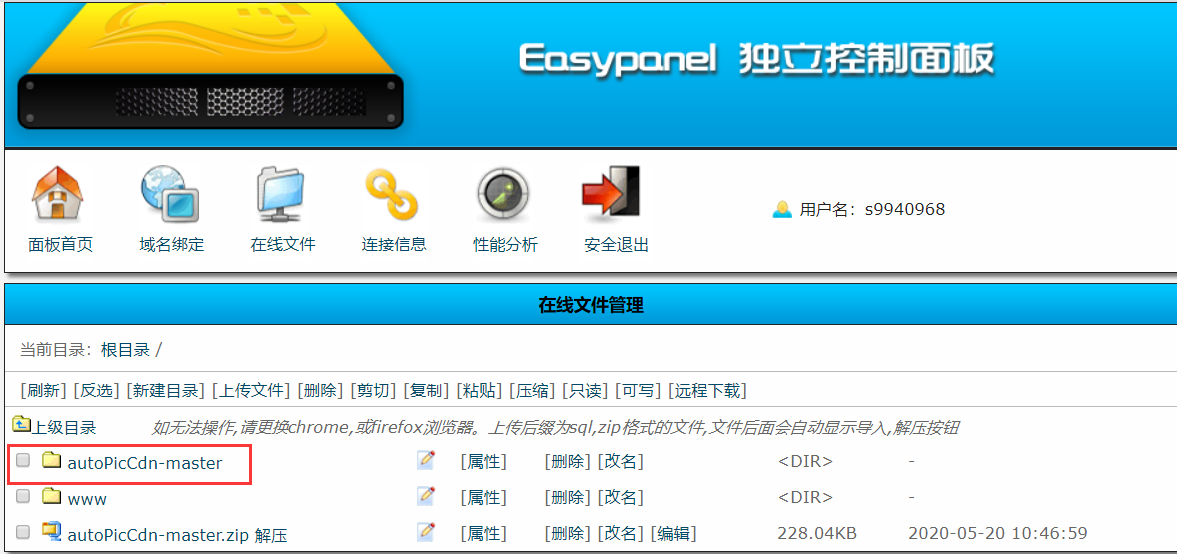 Easypanel 独立控制面板
面板首页 域名绑定 在线文件 连接信息 性能分析 安全退出 用户名：s9940968
在线文件管理
当前目录：根目录 /
[刷新] [反选] [新建目录] [上传文件] [删除] [剪切] [复制] [粘贴] [压缩] [只读] [可写] [远程下载]
上级目录 如无法操作,请更换chrome,或firefox浏览器。上传后缀为sql,zip格式的文件,文件后面会自动显示导入,解压按钮
autoPicCdn-master [属性] [删除] [改名] <DIR> -
www [属性] [删除] [改名] <DIR> -
autoPicCdn-master.zip 解压 [属性] [删除] [改名] [编辑] 228.04KB 2020-05-20 10:46:59